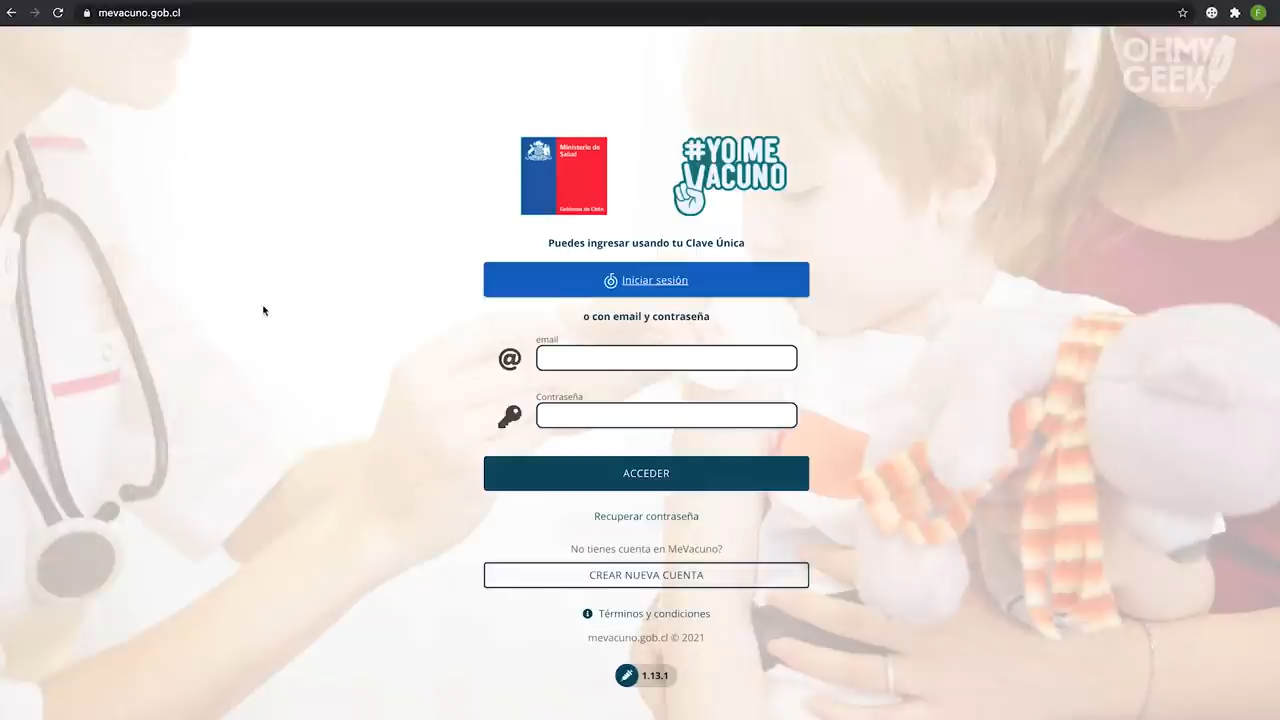 mevacuno.gob.cl
F
OHMY
GEEK!
Ministerio de
Salud
Gobierno de Chile
#YO ME
VACUNO
Puedes ingresar usando tu Clave Única
Iniciar sesión
o con email y contraseña
email
@
Contraseña
ACCEDER
Recuperar contraseña
No tienes cuenta en MeVacuno?
CREAR NUEVA CUENTA
Términos y condiciones
mevacuno.gob.cl © 2021
1.13.1